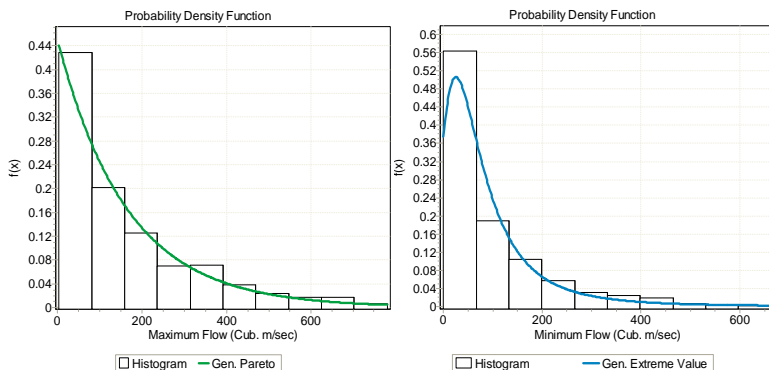 Probability Density Function
0.44
0.4
0.36
0.32
0.28
0.24
0.2
0.16
0.12
0.08
0.04
0
f(x)
0 200 400 600
Maximum Flow (Cub. m/sec)
Histogram Gen. Pareto
Probability Density Function
0.6
0.56
0.52
0.48
0.44
0.4
0.36
0.32
0.28
0.24
0.2
0.16
0.12
0.08
0.04
0
f(x)
0 200 400 600
Minimum Flow (Cub. m/sec)
Histogram Gen. Extreme Value